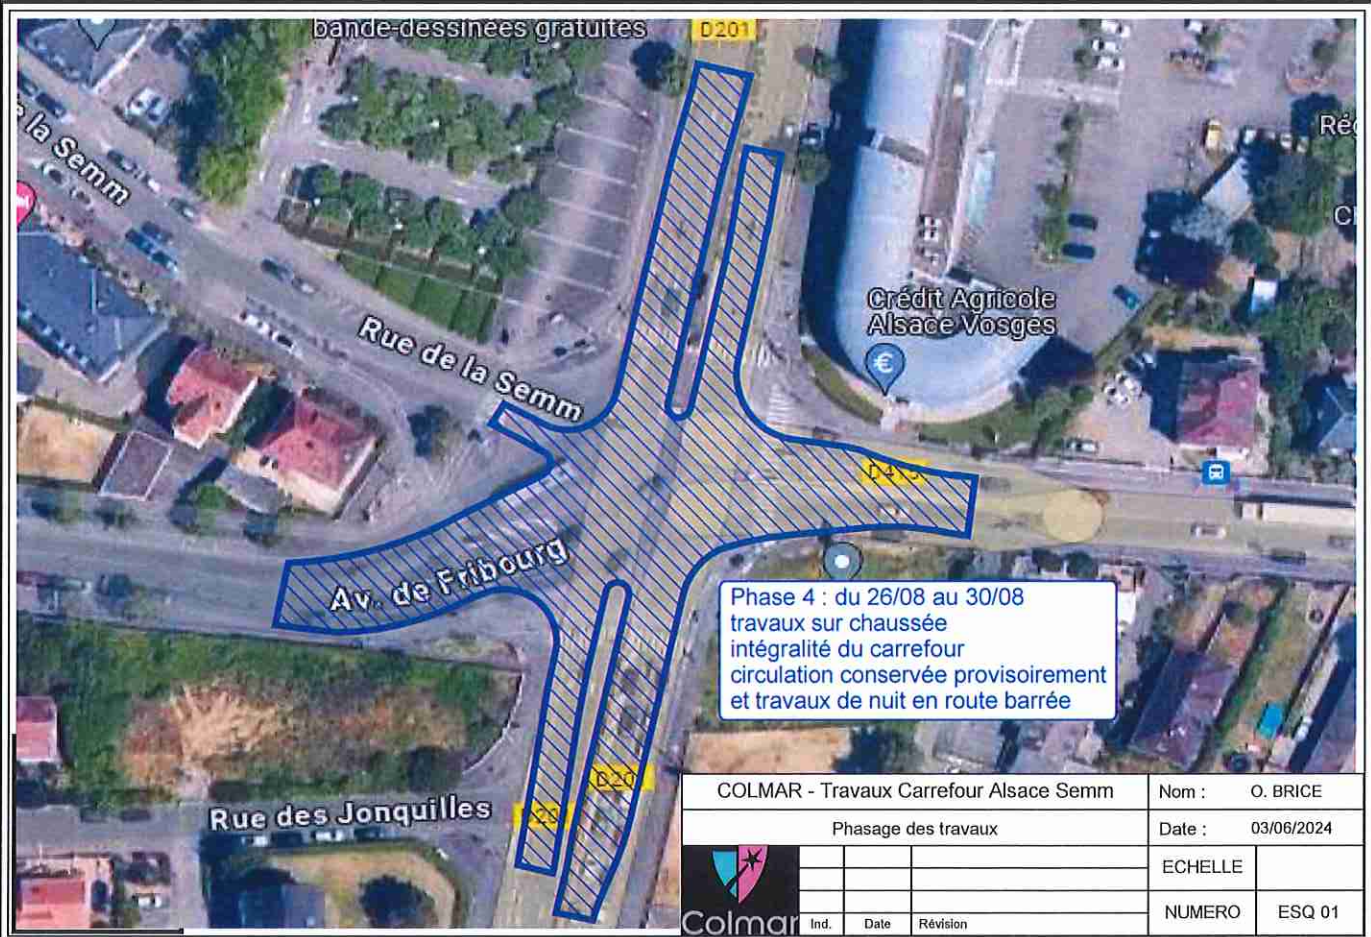 bande-dessinées gratuites
D201
la Semm
Rue de la Semm
Crédit Agricole
Alsace Vosges
€
Av. de Fribourg
Phase 4 : du 26/08 au 30/08
travaux sur chaussée
intégralité du carrefour
circulation conservée provisoirement
et travaux de nuit en route barrée
D20
Rue des Jonquilles
COLMAR - Travaux Carrefour Alsace Semm
Nom : O. BRICE
Phasage des travaux
Date : 03/06/2024
ECHELLE
NUMERO ESQ 01
Colmar
Ind. Date Révision